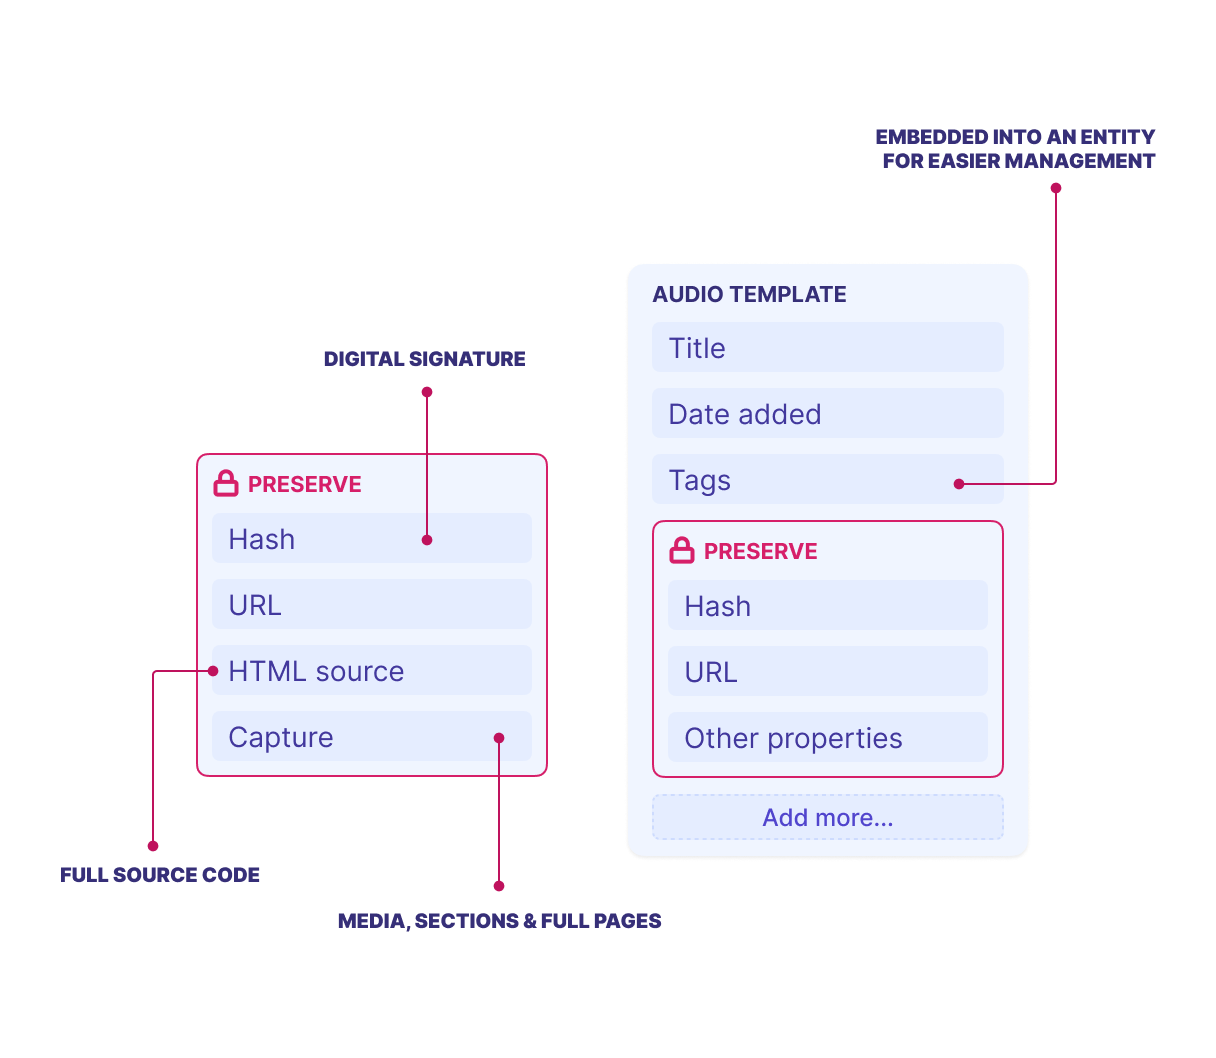 EMBEDDED INTO AN ENTITY
FOR EASIER MANAGEMENT
DIGITAL SIGNATURE
PRESERVE
Hash
URL
HTML source
Capture
FULL SOURCE CODE
MEDIA, SECTIONS & FULL PAGES
AUDIO TEMPLATE
Title
Date added
Tags
PRESERVE
Hash
URL
Other properties
Add more...